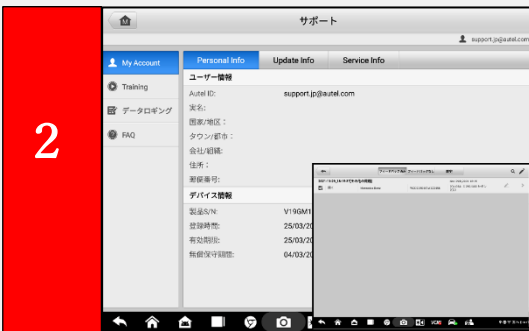 2
サポート
support.jp@autel.com
My Account
Training
データロギング
FAQ
Personal Info
Update Info
Service Info
ユーザー情報
Autel ID:
support.jp@autel.com
実名:
国家/地区:
タウン/都市:
会社/組織:
住所:
郵便番号:
デバイス情報
製品S/N:
V19GM1
登録時間:
25/03/20
有効期限:
25/03/20
無償保守期間:
04/03/20